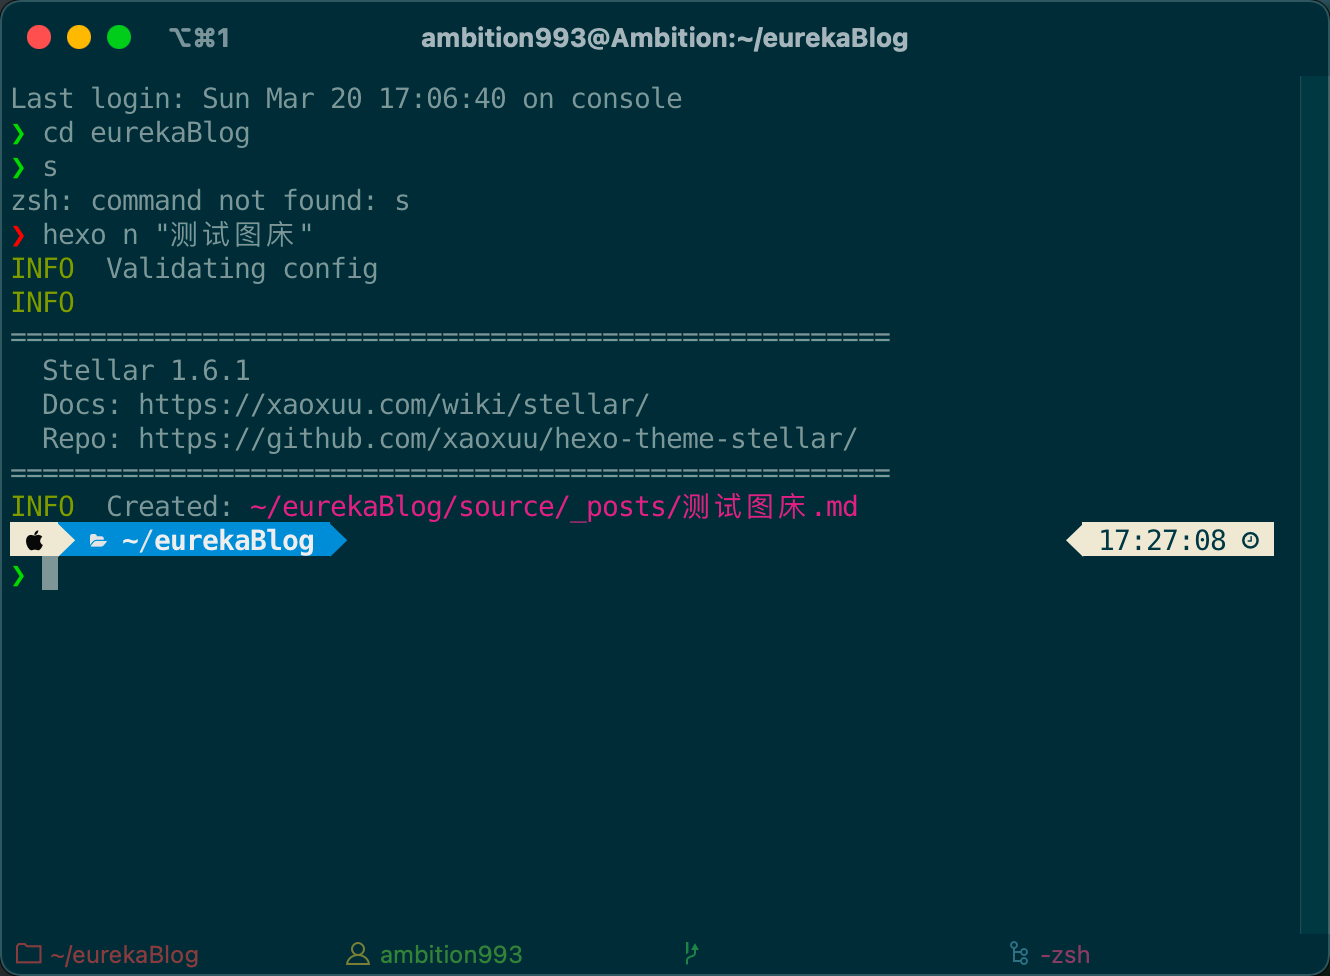 ⌥⌘1
ambition993@Ambition:~/eurekaBlog
Last login: Sun Mar 20 17:06:40 on console
❯ cd eurekaBlog
❯ s
zsh: command not found: s
❯ hexo n "测试图床"
INFO  Validating config
INFO
=======================================================
  Stellar 1.6.1
  Docs: https://xaoxuu.com/wiki/stellar/
  Repo: https://github.com/xaoxuu/hexo-theme-stellar/
=======================================================
INFO  Created: ~/eurekaBlog/source/_posts/测试图床.md
~/eurekaBlog 17:27:08
❯
~/eurekaBlog ambition993 -zsh